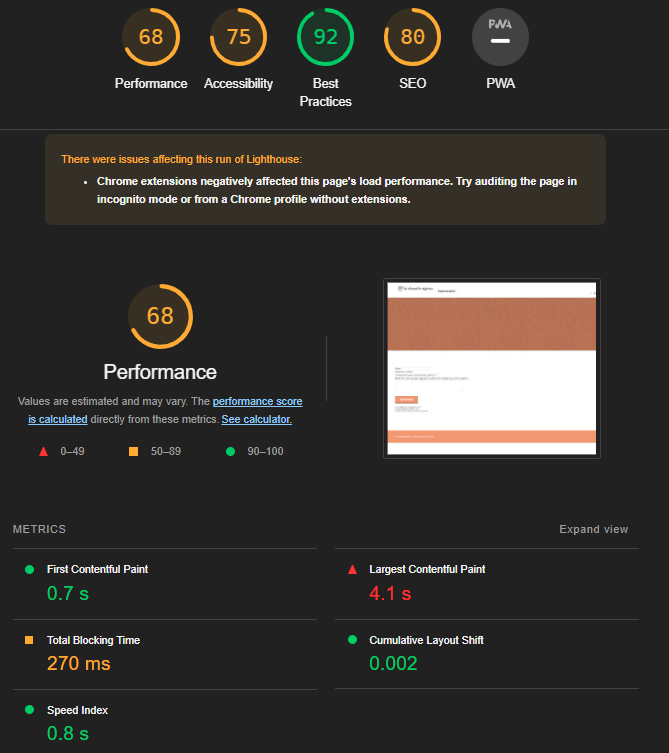 68
75
92
80
PWA
Performance
Accessibility
Best
Practices
SEO
PWA
There were issues affecting this run of Lighthouse:
Chrome extensions negatively affected this page's load performance. Try auditing the page in
incognito mode or from a Chrome profile without extensions.
68
Performance
Values are estimated and may vary. The performance score
is calculated directly from these metrics. See calculator.
0–49
50–89
90–100
METRICS
Expand view
First Contentful Paint
0.7 s
Largest Contentful Paint
4.1 s
Total Blocking Time
270 ms
Cumulative Layout Shift
0.002
Speed Index
0.8 s